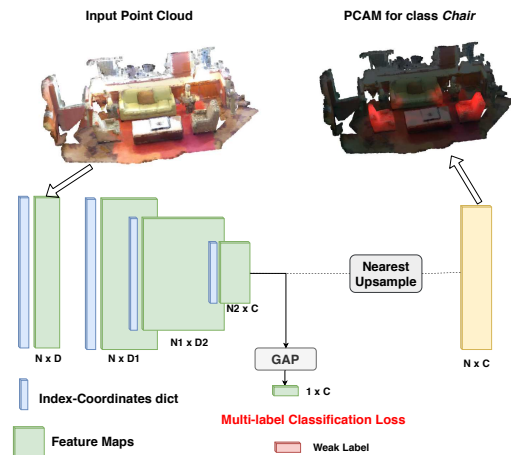 Input Point Cloud
PCAM for class Chair
N x D
N x D1
N1 x D2
N2 x C
Nearest
Upsample
N x C
GAP
1 x C
Index-Coordinates dict
Multi-label Classification Loss
Feature Maps
Weak Label